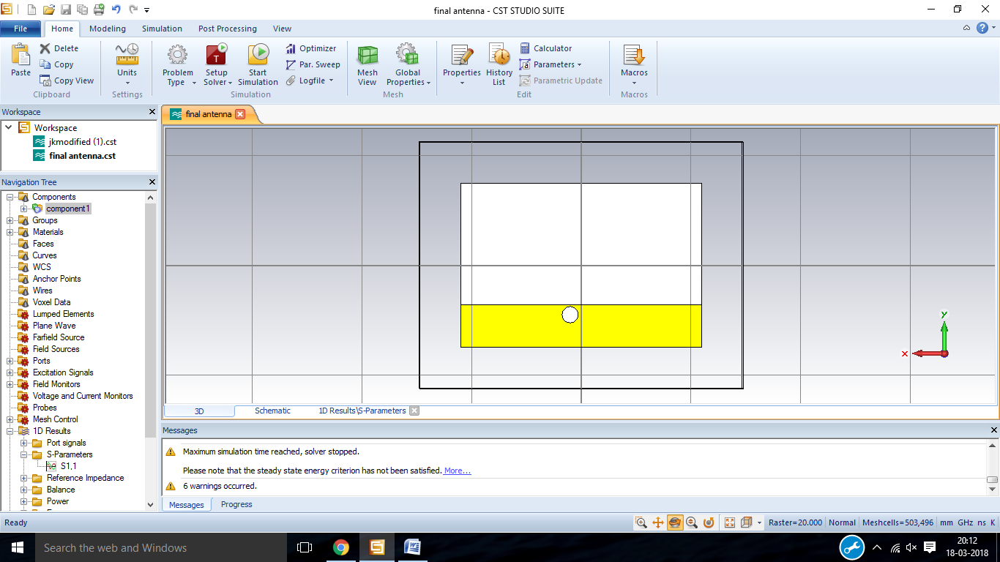 final antenna - CST STUDIO SUITE
File Home Modeling Simulation Post Processing View
Paste
Delete
Copy
Copy View
Clipboard
Units
Settings
Problem Type
Setup Solver
Start Simulation
Optimizer
Par. Sweep
Logfile
Simulation
Mesh View
Global Properties
Mesh
Properties
History List
Calculator
Parameters
Parametric Update
Edit
Macros
Macros
Workspace
Workspace
jkmodified (1).cst
final antenna.cst
Navigation Tree
Components
component1
Groups
Materials
Faces
Curves
WCS
Anchor Points
Wires
Voxel Data
Lumped Elements
Plane Wave
Farfield Source
Field Sources
Ports
Excitation Signals
Field Monitors
Voltage and Current Monitors
Probes
Mesh Control
1D Results
Port signals
S-Parameters
S1,1
Reference Impedance
Balance
Power
final antenna
y
x
3D Schematic 1D Results\S-Parameters
Messages
Maximum simulation time reached, solver stopped.
Please note that the steady state energy criterion has not been satisfied. More...
6 warnings occurred.
Messages Progress
Ready
Raster=20.000 Normal Meshcells=503,496 mm GHz ns K
Search the web and Windows
20:12
18-03-2018